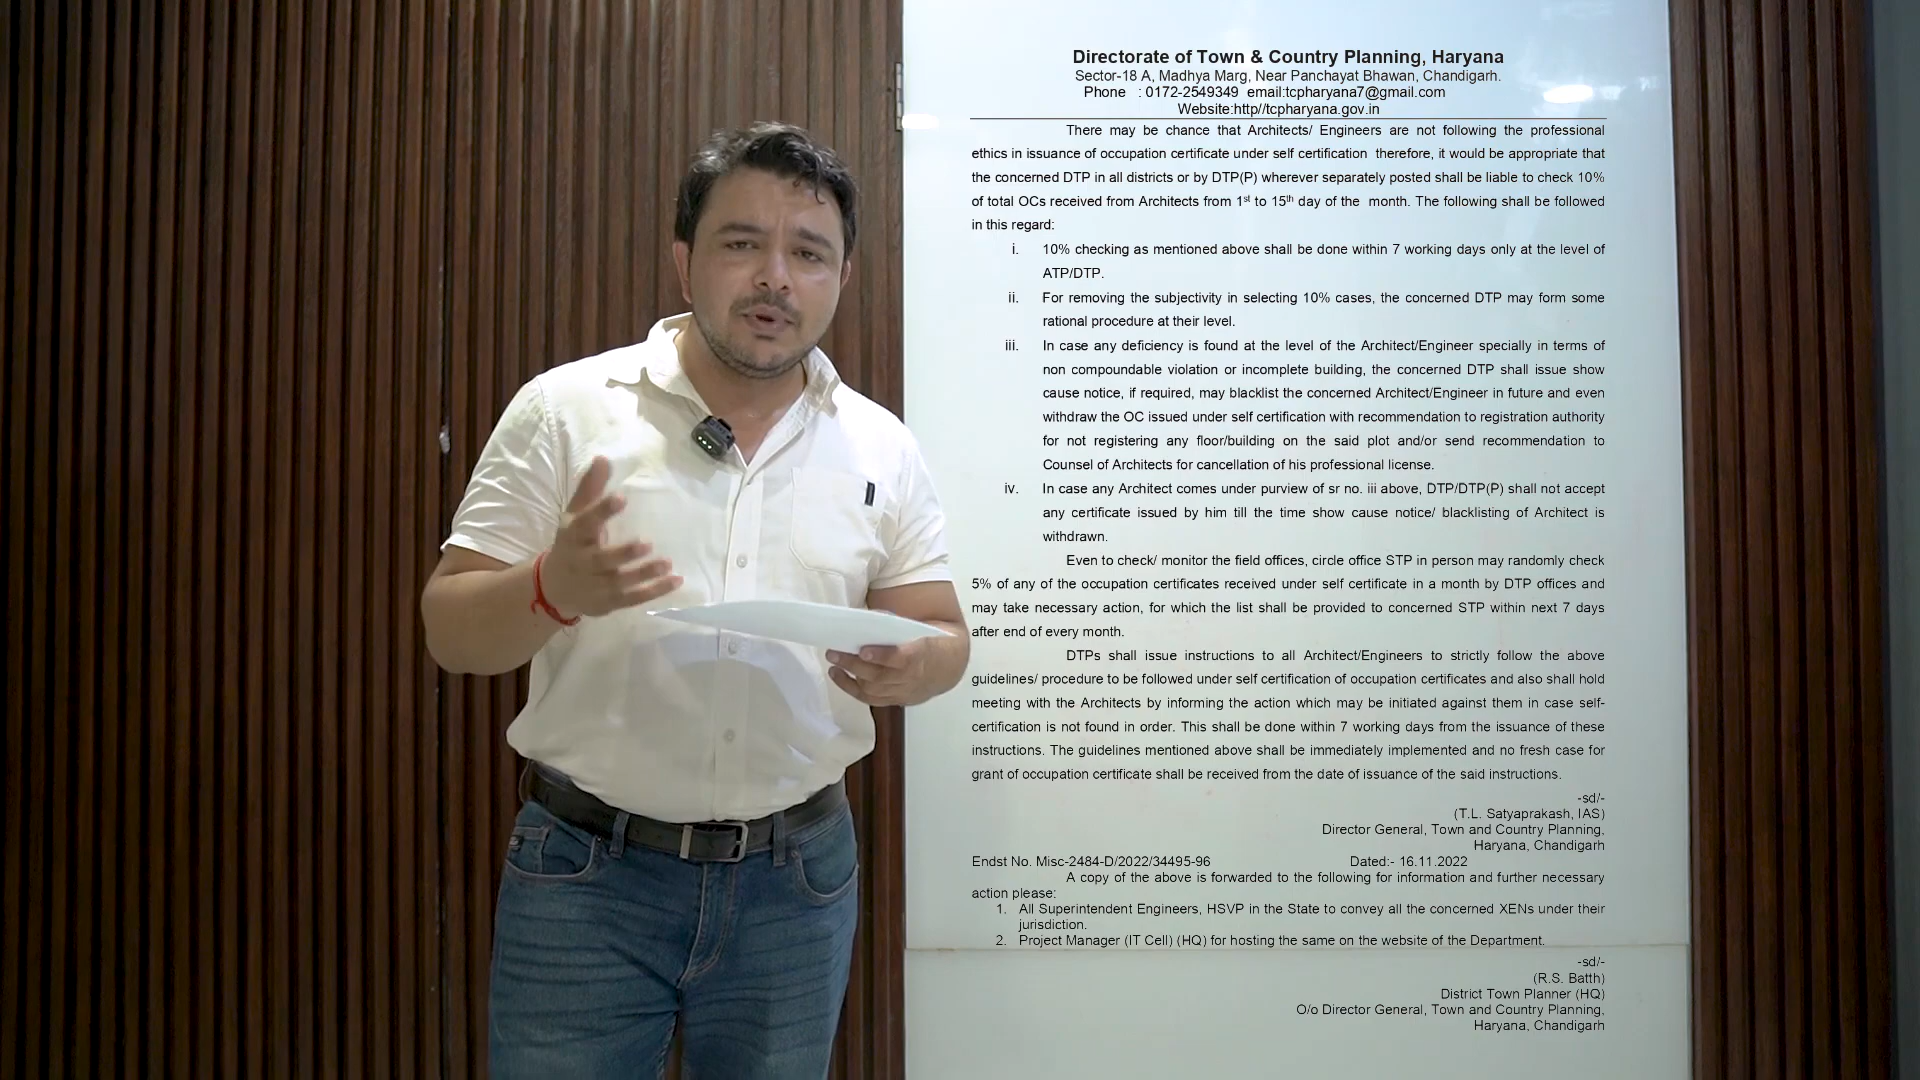 Directorate of Town & Country Planning, Haryana
Sector-18 A, Madhya Marg, Near Panchayat Bhawan, Chandigarh.
Phone : 0172-2549349 email:tcpharyana7@gmail.com
Website:http//tcpharyana.gov.in
There may be chance that Architects/ Engineers are not following the professional
ethics in issuance of occupation certificate under self certification therefore, it would be appropriate that
the concerned DTP in all districts or by DTP(P) wherever separately posted shall be liable to check 10%
of total OCs received from Architects from 1st to 15th day of the month. The following shall be followed
in this regard:
i. 10% checking as mentioned above shall be done within 7 working days only at the level of
ATP/DTP.
ii. For removing the subjectivity in selecting 10% cases, the concerned DTP may form some
rational procedure at their level.
iii. In case any deficiency is found at the level of the Architect/Engineer specially in terms of
non compoundable violation or incomplete building, the concerned DTP shall issue show
cause notice, if required, may blacklist the concerned Architect/Engineer in future and even
withdraw the OC issued under self certification with recommendation to registration authority
for not registering any floor/building on the said plot and/or send recommendation to
Counsel of Architects for cancellation of his professional license.
iv. In case any Architect comes under purview of sr no. iii above, DTP/DTP(P) shall not accept
any certificate issued by him till the time show cause notice/ blacklisting of Architect is
withdrawn.
Even to check/ monitor the field offices, circle office STP in person may randomly check
5% of any of the occupation certificates received under self certificate in a month by DTP offices and
may take necessary action, for which the list shall be provided to concerned STP within next 7 days
after end of every month.
DTPs shall issue instructions to all Architect/Engineers to strictly follow the above
guidelines/ procedure to be followed under self certification of occupation certificates and also shall hold
meeting with the Architects by informing the action which may be initiated against them in case self-
certification is not found in order. This shall be done within 7 working days from the issuance of these
instructions. The guidelines mentioned above shall be immediately implemented and no fresh case for
grant of occupation certificate shall be received from the date of issuance of the said instructions.
-sd/-
(T.L. Satyaprakash, IAS)
Director General, Town and Country Planning,
Haryana, Chandigarh
Endst No. Misc-2484-D/2022/34495-96 Dated:- 16.11.2022
A copy of the above is forwarded to the following for information and further necessary
action please:
1. All Superintendent Engineers, HSVP in the State to convey all the concerned XENs under their
jurisdiction.
2. Project Manager (IT Cell) (HQ) for hosting the same on the website of the Department.
-sd/-
(R.S. Batth)
District Town Planner (HQ)
O/o Director General, Town and Country Planning,
Haryana, Chandigarh